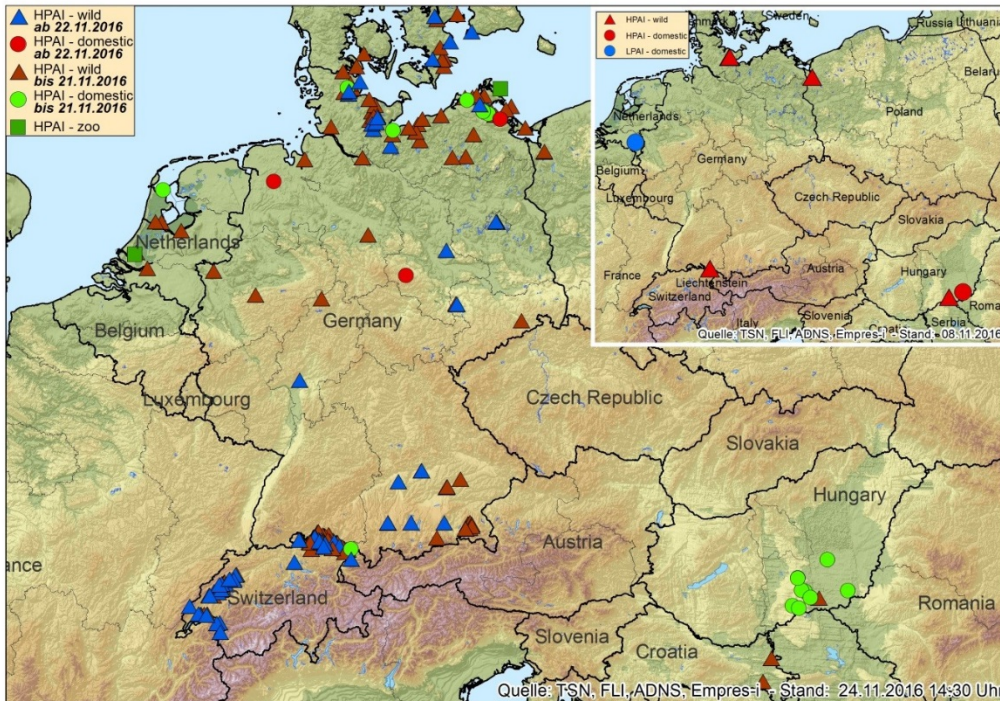 HPAI - wild
ab 22.11.2016
HPAI - domestic
ab 22.11.2016
HPAI - wild
bis 21.11.2016
HPAI - domestic
bis 21.11.2016
HPAI - zoo
HPAI - wild
HPAI - domestic
LPAI - domestic
Sweden
Russia
Lithuania
Belaru
Netherlands
Poland
Germany
Belgium
Luxembourg
Czech Republic
Slovakia
France
Austria
Hungary
Liechtenstein
Switzerland
Roma
Slovenia
Italy
Serbia
Quelle: TSN, FLI, ADNS, Empres-i - Stand: 08.11.2016
Netherlands
Belgium
Germany
Luxembourg
Czech Republic
Slovakia
Hungary
Austria
ance
Switzerland
Romania
Slovenia
Croatia
Quelle: TSN, FLI, ADNS, Empres-i - Stand: 24.11.2016 14:30 Uhr